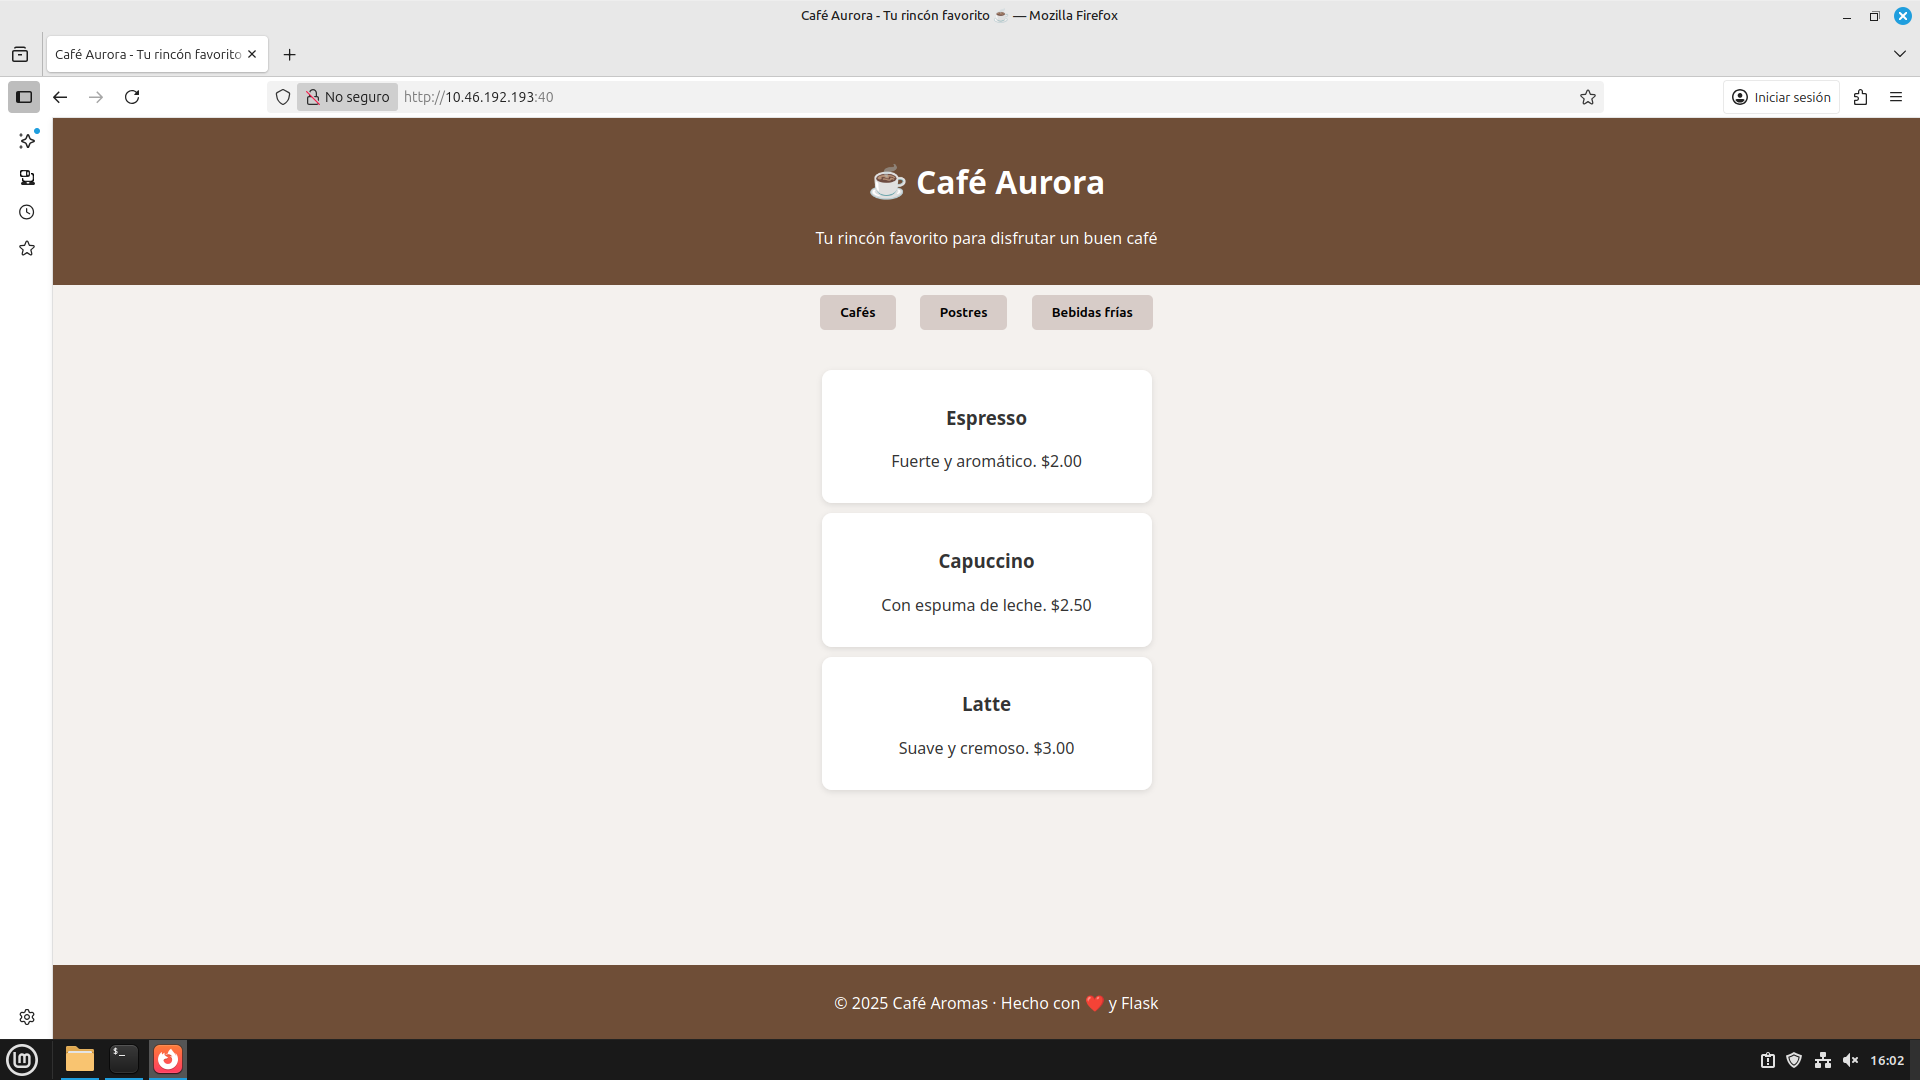 Café Aurora - Tu rincón favorito ☕ — Mozilla Firefox
Café Aurora - Tu rincón favorito
No seguro
http://10.46.192.193:40
Iniciar sesión
☕ Café Aurora
Tu rincón favorito para disfrutar un buen café
Cafés Postres Bebidas frías
Espresso
Fuerte y aromático. $2.00
Capuccino
Con espuma de leche. $2.50
Latte
Suave y cremoso. $3.00
© 2025 Café Aromas · Hecho con ❤️ y Flask
lm
$_
16:02